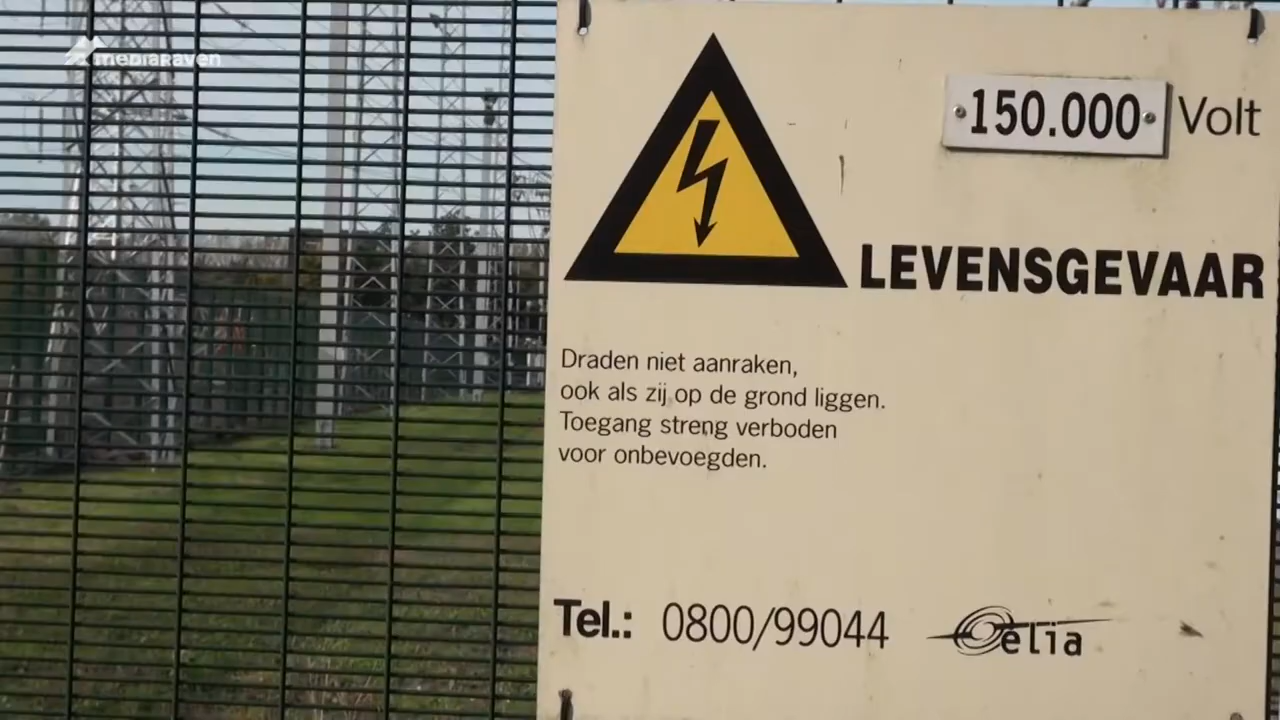 mediaRaven
150.000 Volt
LEVENSGEVAAR
Draden niet aanraken,
ook als zij op de grond liggen.
Toegang streng verboden
voor onbevoegden.
Tel.: 0800/99044
elia